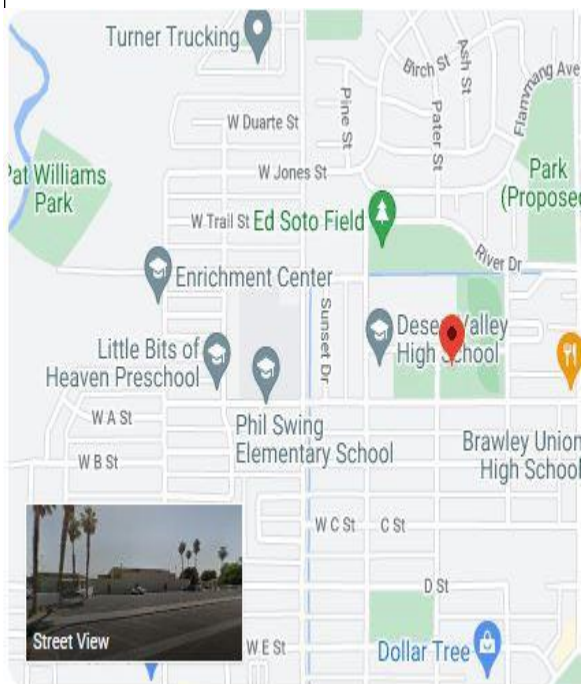 Turner Trucking
Birch St
Ash St
Pine St
Pater St
Flammang Ave
W Duarte St
W Jones St
Pat Williams
Park
Park
(Proposed
W Trail St
Ed Soto Field
River Dr
Enrichment Center
Sunset Dr
Desert Valley
High School
Little Bits of
Heaven Preschool
W A St
Phil Swing
Elementary School
Brawley Union
High School
W B St
W C St
C St
D St
Street View
W E St
Dollar Tree